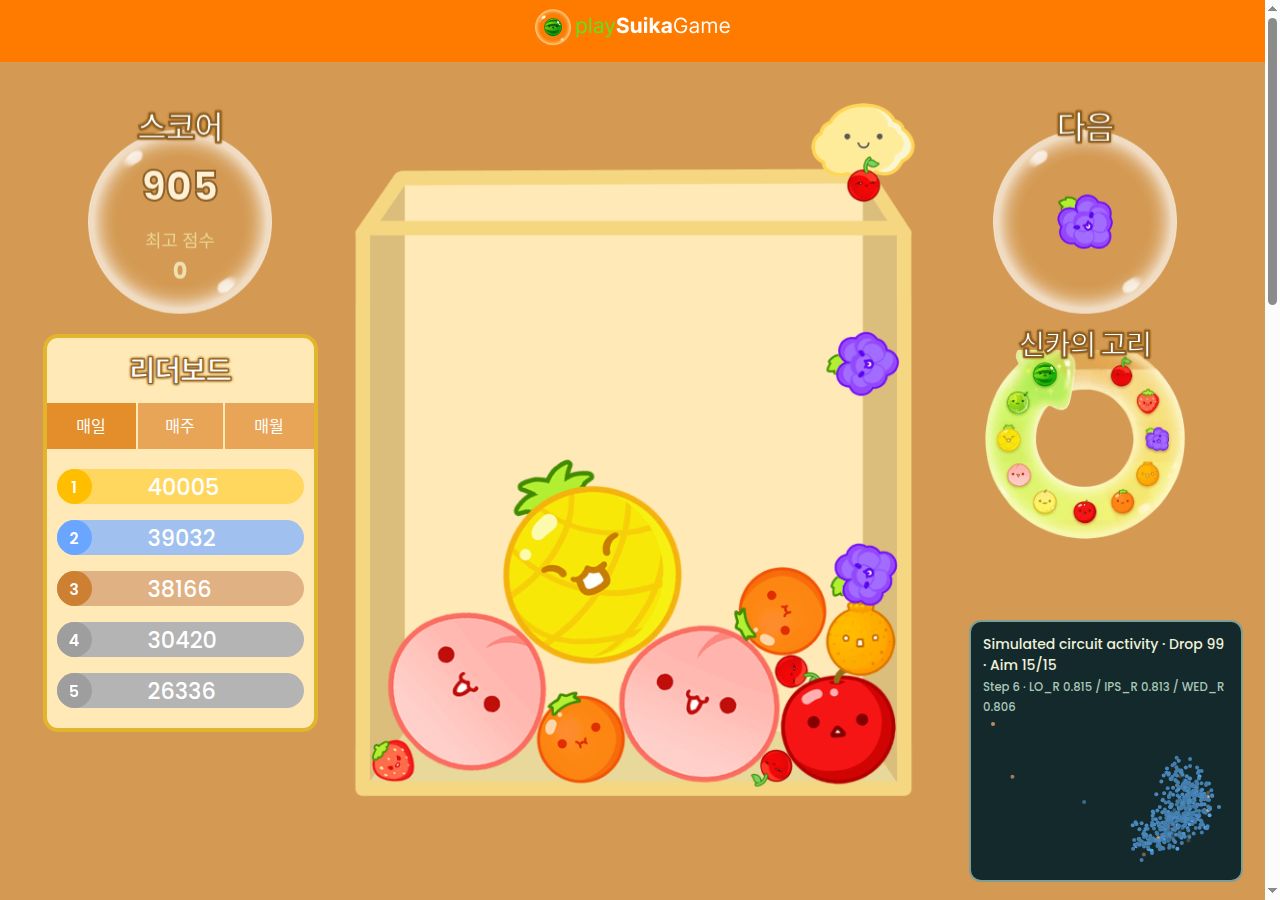 playSuikaGame
스코어
905
최고 점수
0
다음
신카의 고리
리더보드
매일 매주 매월
1 40005
2 39032
3 38166
4 30420
5 26336
Simulated circuit activity · Drop 99
· Aim 15/15
Step 6 · LO_R 0.815 / IPS_R 0.813 / WED_R
0.806